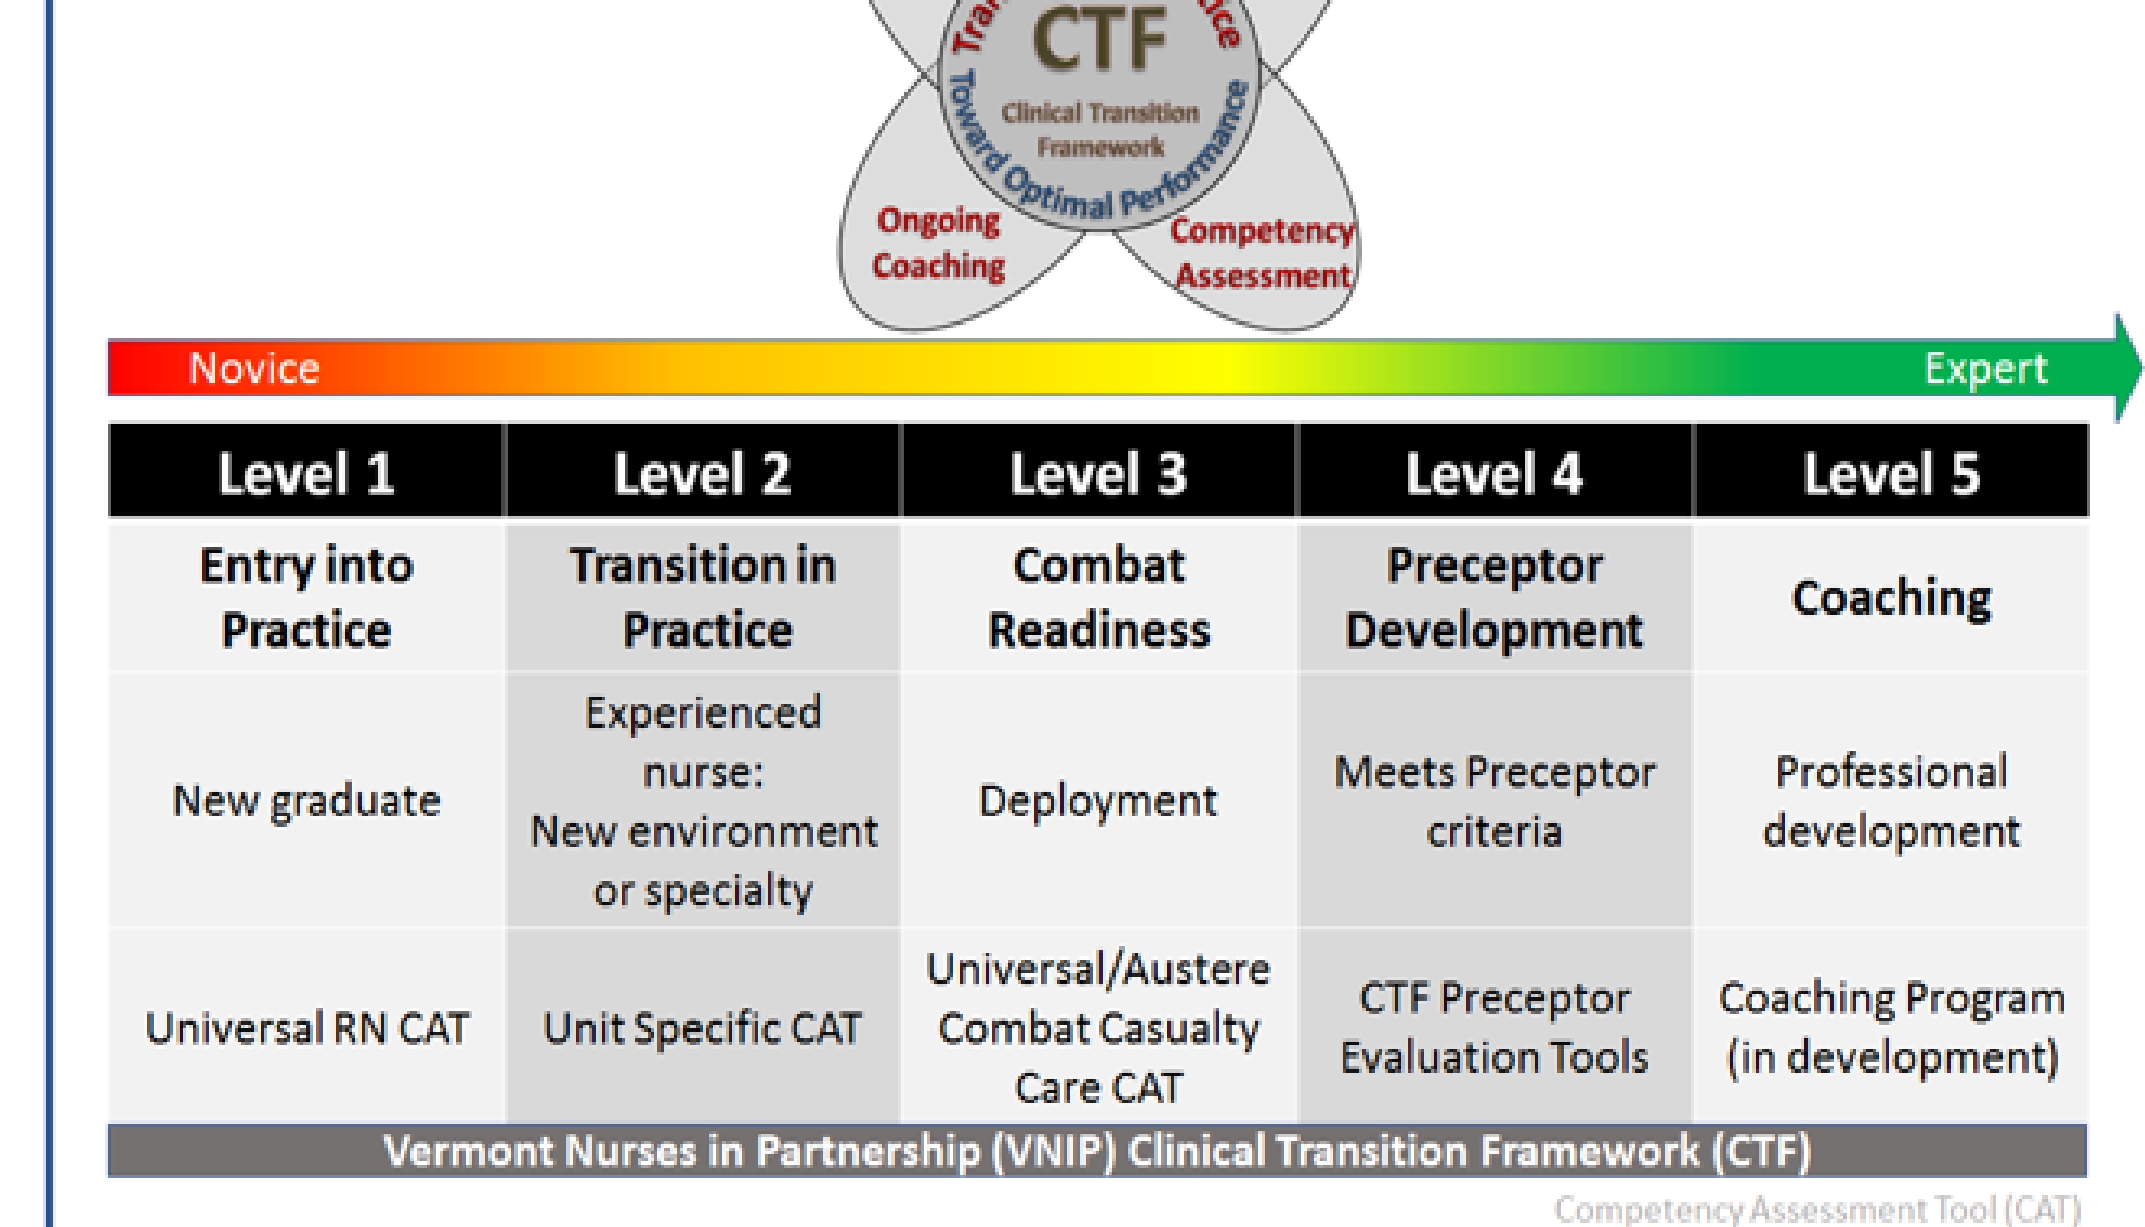 CTF
Clinical Transition
Framework
Toward Optimal Performance
Ongoing
Coaching
Competency
Assessment
Novice
Expert
Level 1
Level 2
Level 3
Level 4
Level 5
Entry into
Practice
Transition in
Practice
Combat
Readiness
Preceptor
Development
Coaching
New graduate
Experienced
nurse:
New environment
or specialty
Deployment
Meets Preceptor
criteria
Professional
development
Universal RN CAT
Unit Specific CAT
Universal/Austere
Combat Casualty
Care CAT
CTF Preceptor
Evaluation Tools
Coaching Program
(in development)
Vermont Nurses in Partnership (VNIP) Clinical Transition Framework (CTF)
Competency Assessment Tool (CAT)